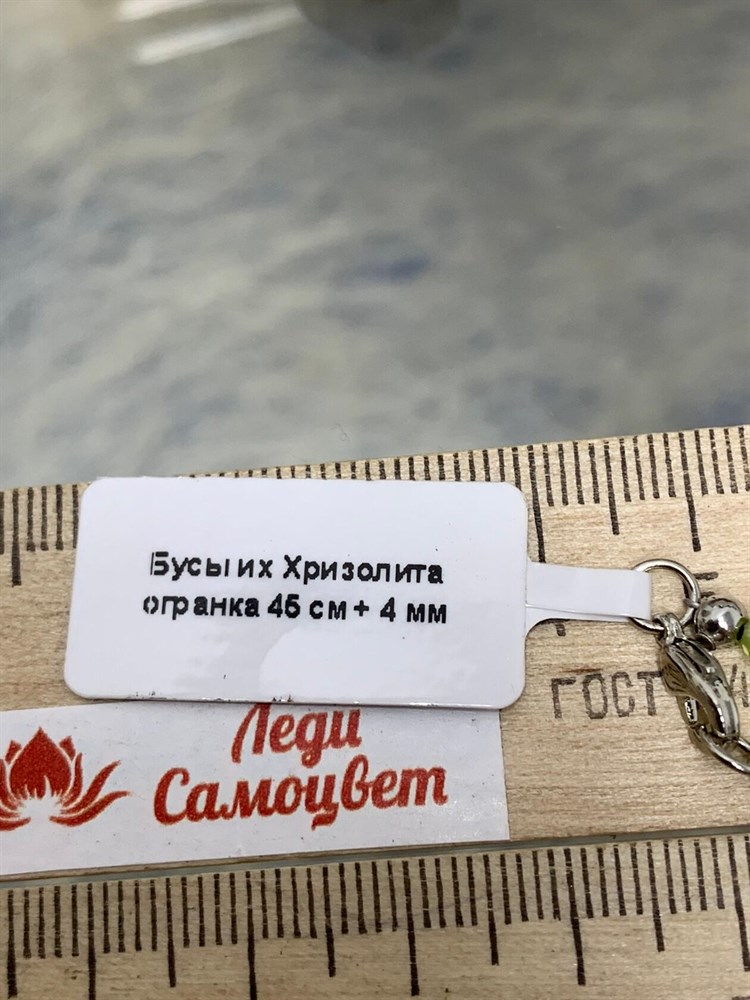 Бусы их Хризолита
огранка 45 см + 4 мм
ГОСТ
Леди
Самоцвет